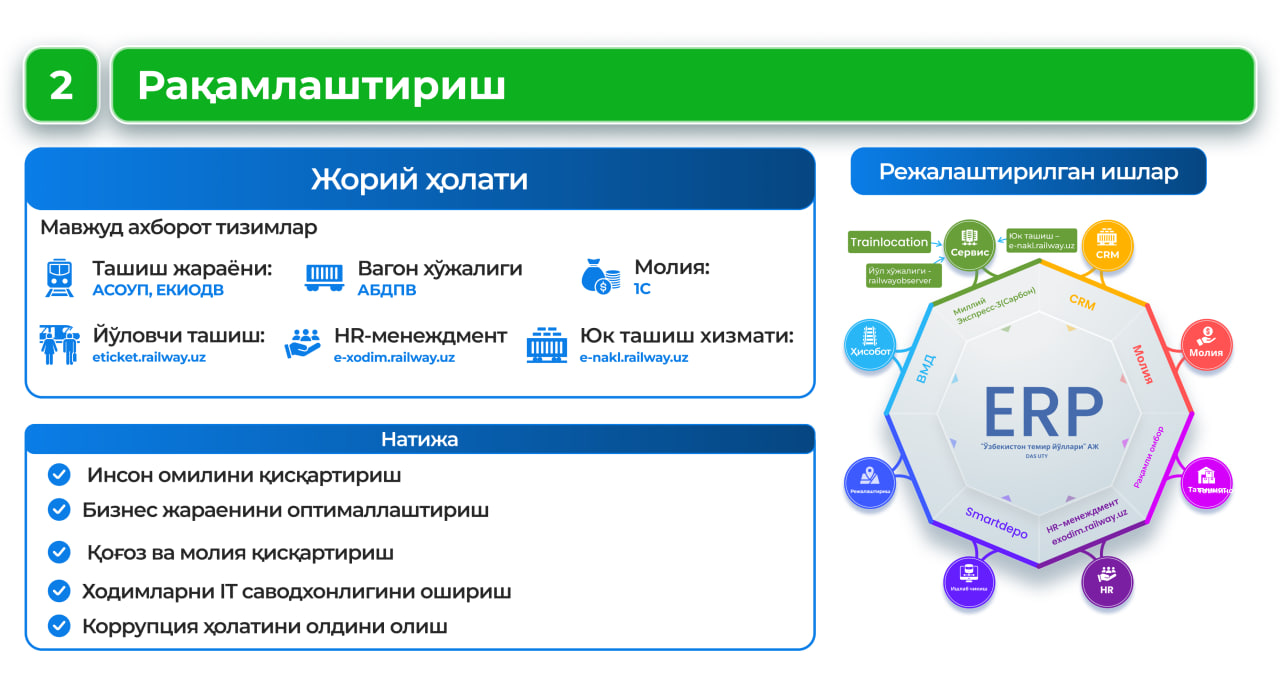 2
Рақамлаштириш
Жорий ҳолати
Мавжуд ахборот тизимлар
Ташиш жараёни:
АСОУП, ЕКИОДВ
Вагон хўжалиги
АБДПВ
Молия:
1С
Йўловчи ташиш:
eticket.railway.uz
HR-менеждмент
e-xodim.railway.uz
Юк ташиш хизмати:
e-nakl.railway.uz
Натижа
Инсон омилини қисқартириш
Бизнес жараенини оптималлаштириш
Қоғоз ва молия қисқартириш
Ходимларни IT саводхонлигини ошириш
Коррупция ҳолатини олдини олиш
Режалаштирилган ишлар
Trainlocation
Сервис
Юк ташиш –
e-nakl.railway.uz
Йўл хўжалиги -
railwayobserver
CRM
Миллий
Экспресс-3(Сарбон)
CRM
Ҳисобот
ВМД
Молия
Молия
ERP
"Ўзбекистон темир йўллари" АЖ
DAS UTY
Режалаштириш
Рақамли омбор
Smartdepo
HR-менеждмент
exodim.railway.uz
Ишлаб чикиш
HR